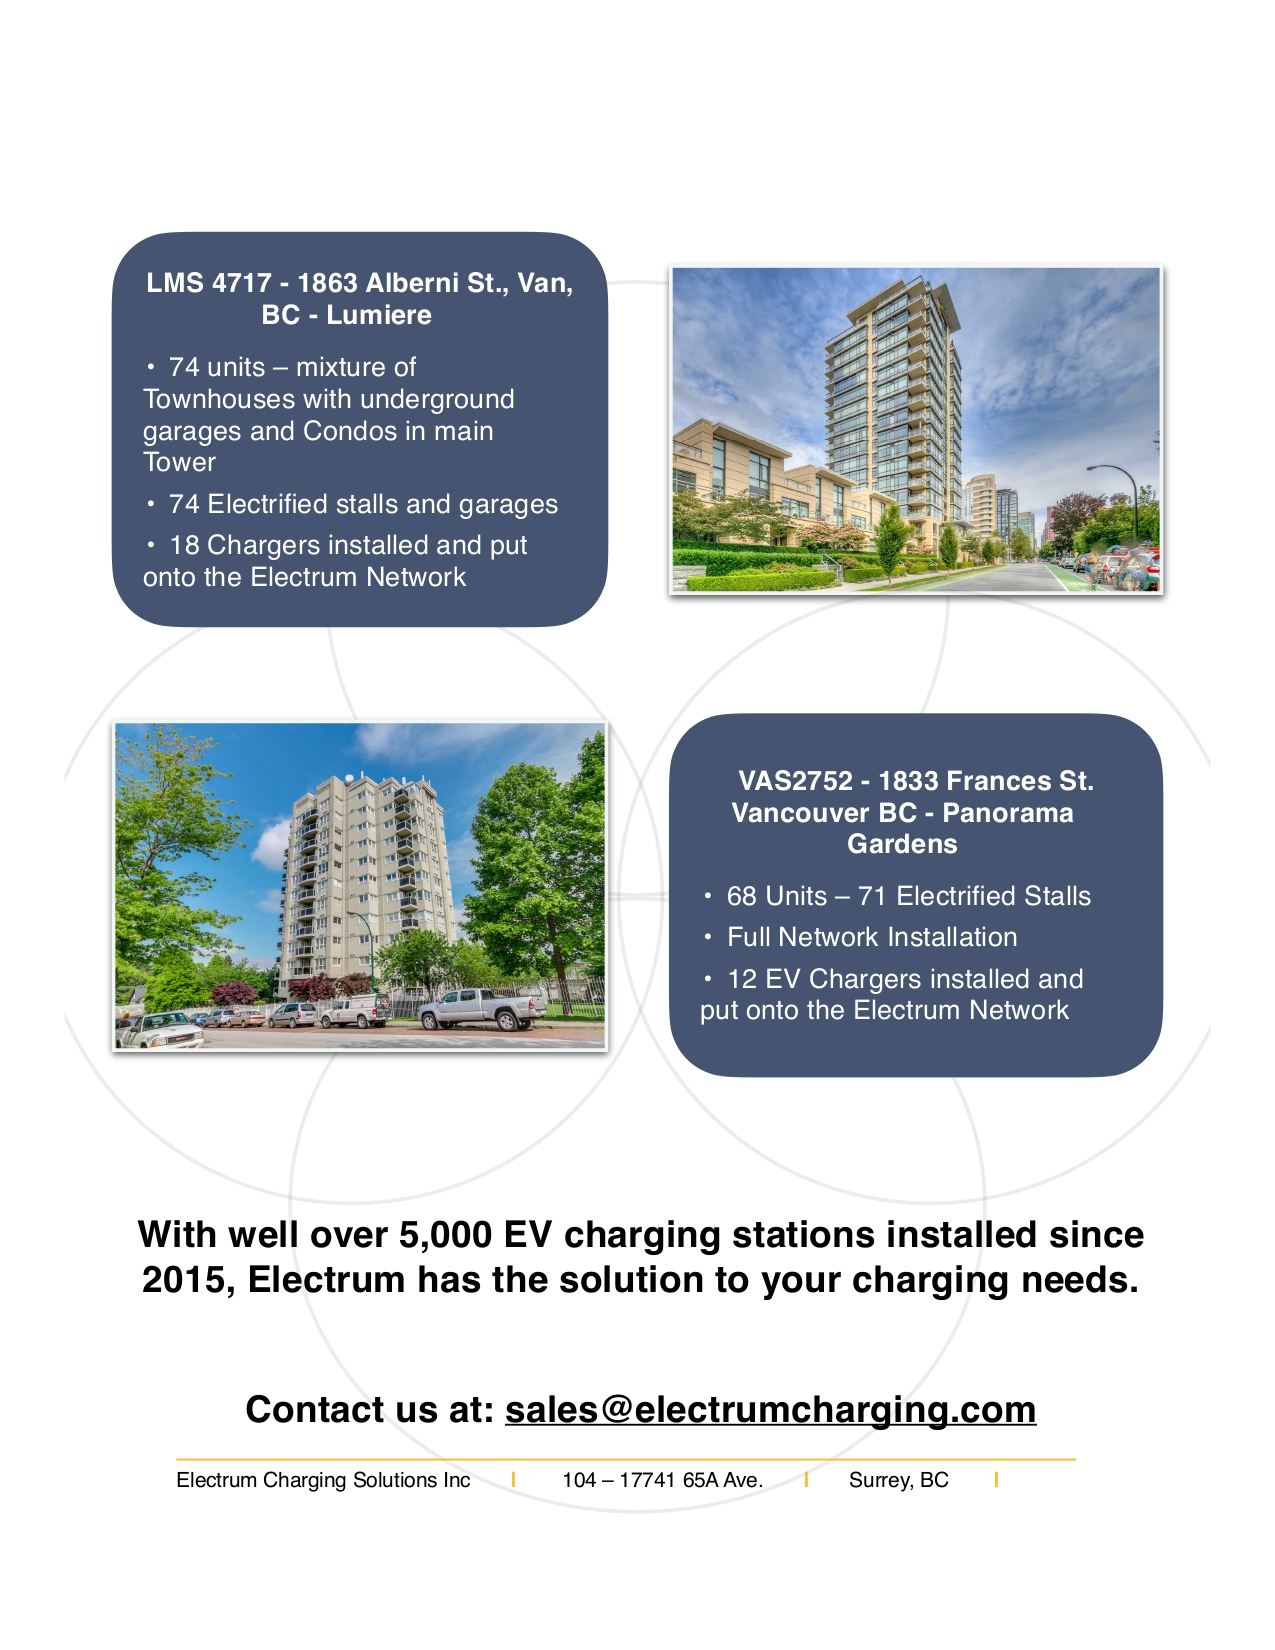 LMS 4717 - 1863 Alberni St., Van,
BC - Lumiere
• 74 units – mixture of
Townhouses with underground
garages and Condos in main
Tower
• 74 Electrified stalls and garages
• 18 Chargers installed and put
onto the Electrum Network
VAS2752 - 1833 Frances St.
Vancouver BC - Panorama
Gardens
• 68 Units – 71 Electrified Stalls
• Full Network Installation
• 12 EV Chargers installed and
put onto the Electrum Network
With well over 5,000 EV charging stations installed since
2015, Electrum has the solution to your charging needs.
Contact us at: sales@electrumcharging.com
Electrum Charging Solutions Inc | 104 – 17741 65A Ave. | Surrey, BC |